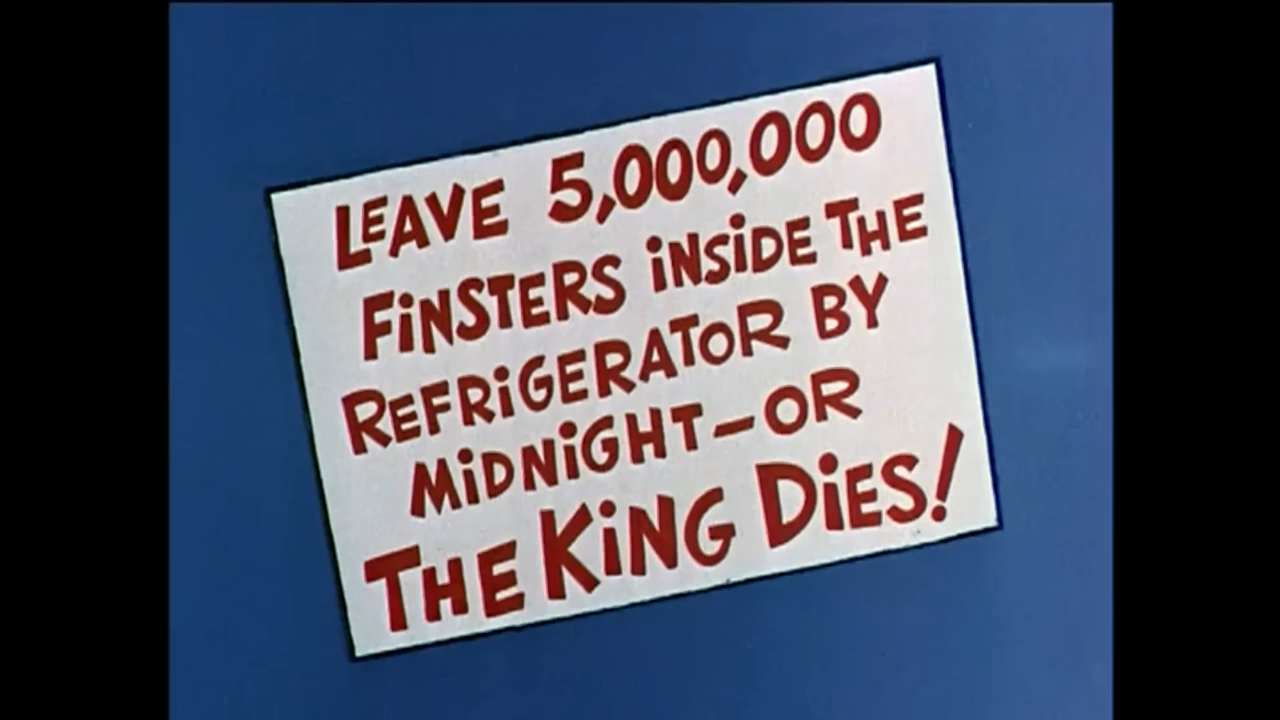 LEAVE 5,000,000
FiNSTERS iNSiDE THE
REFRiGERATOR BY
MiDNiGHT-OR
THE KiNG DiES!